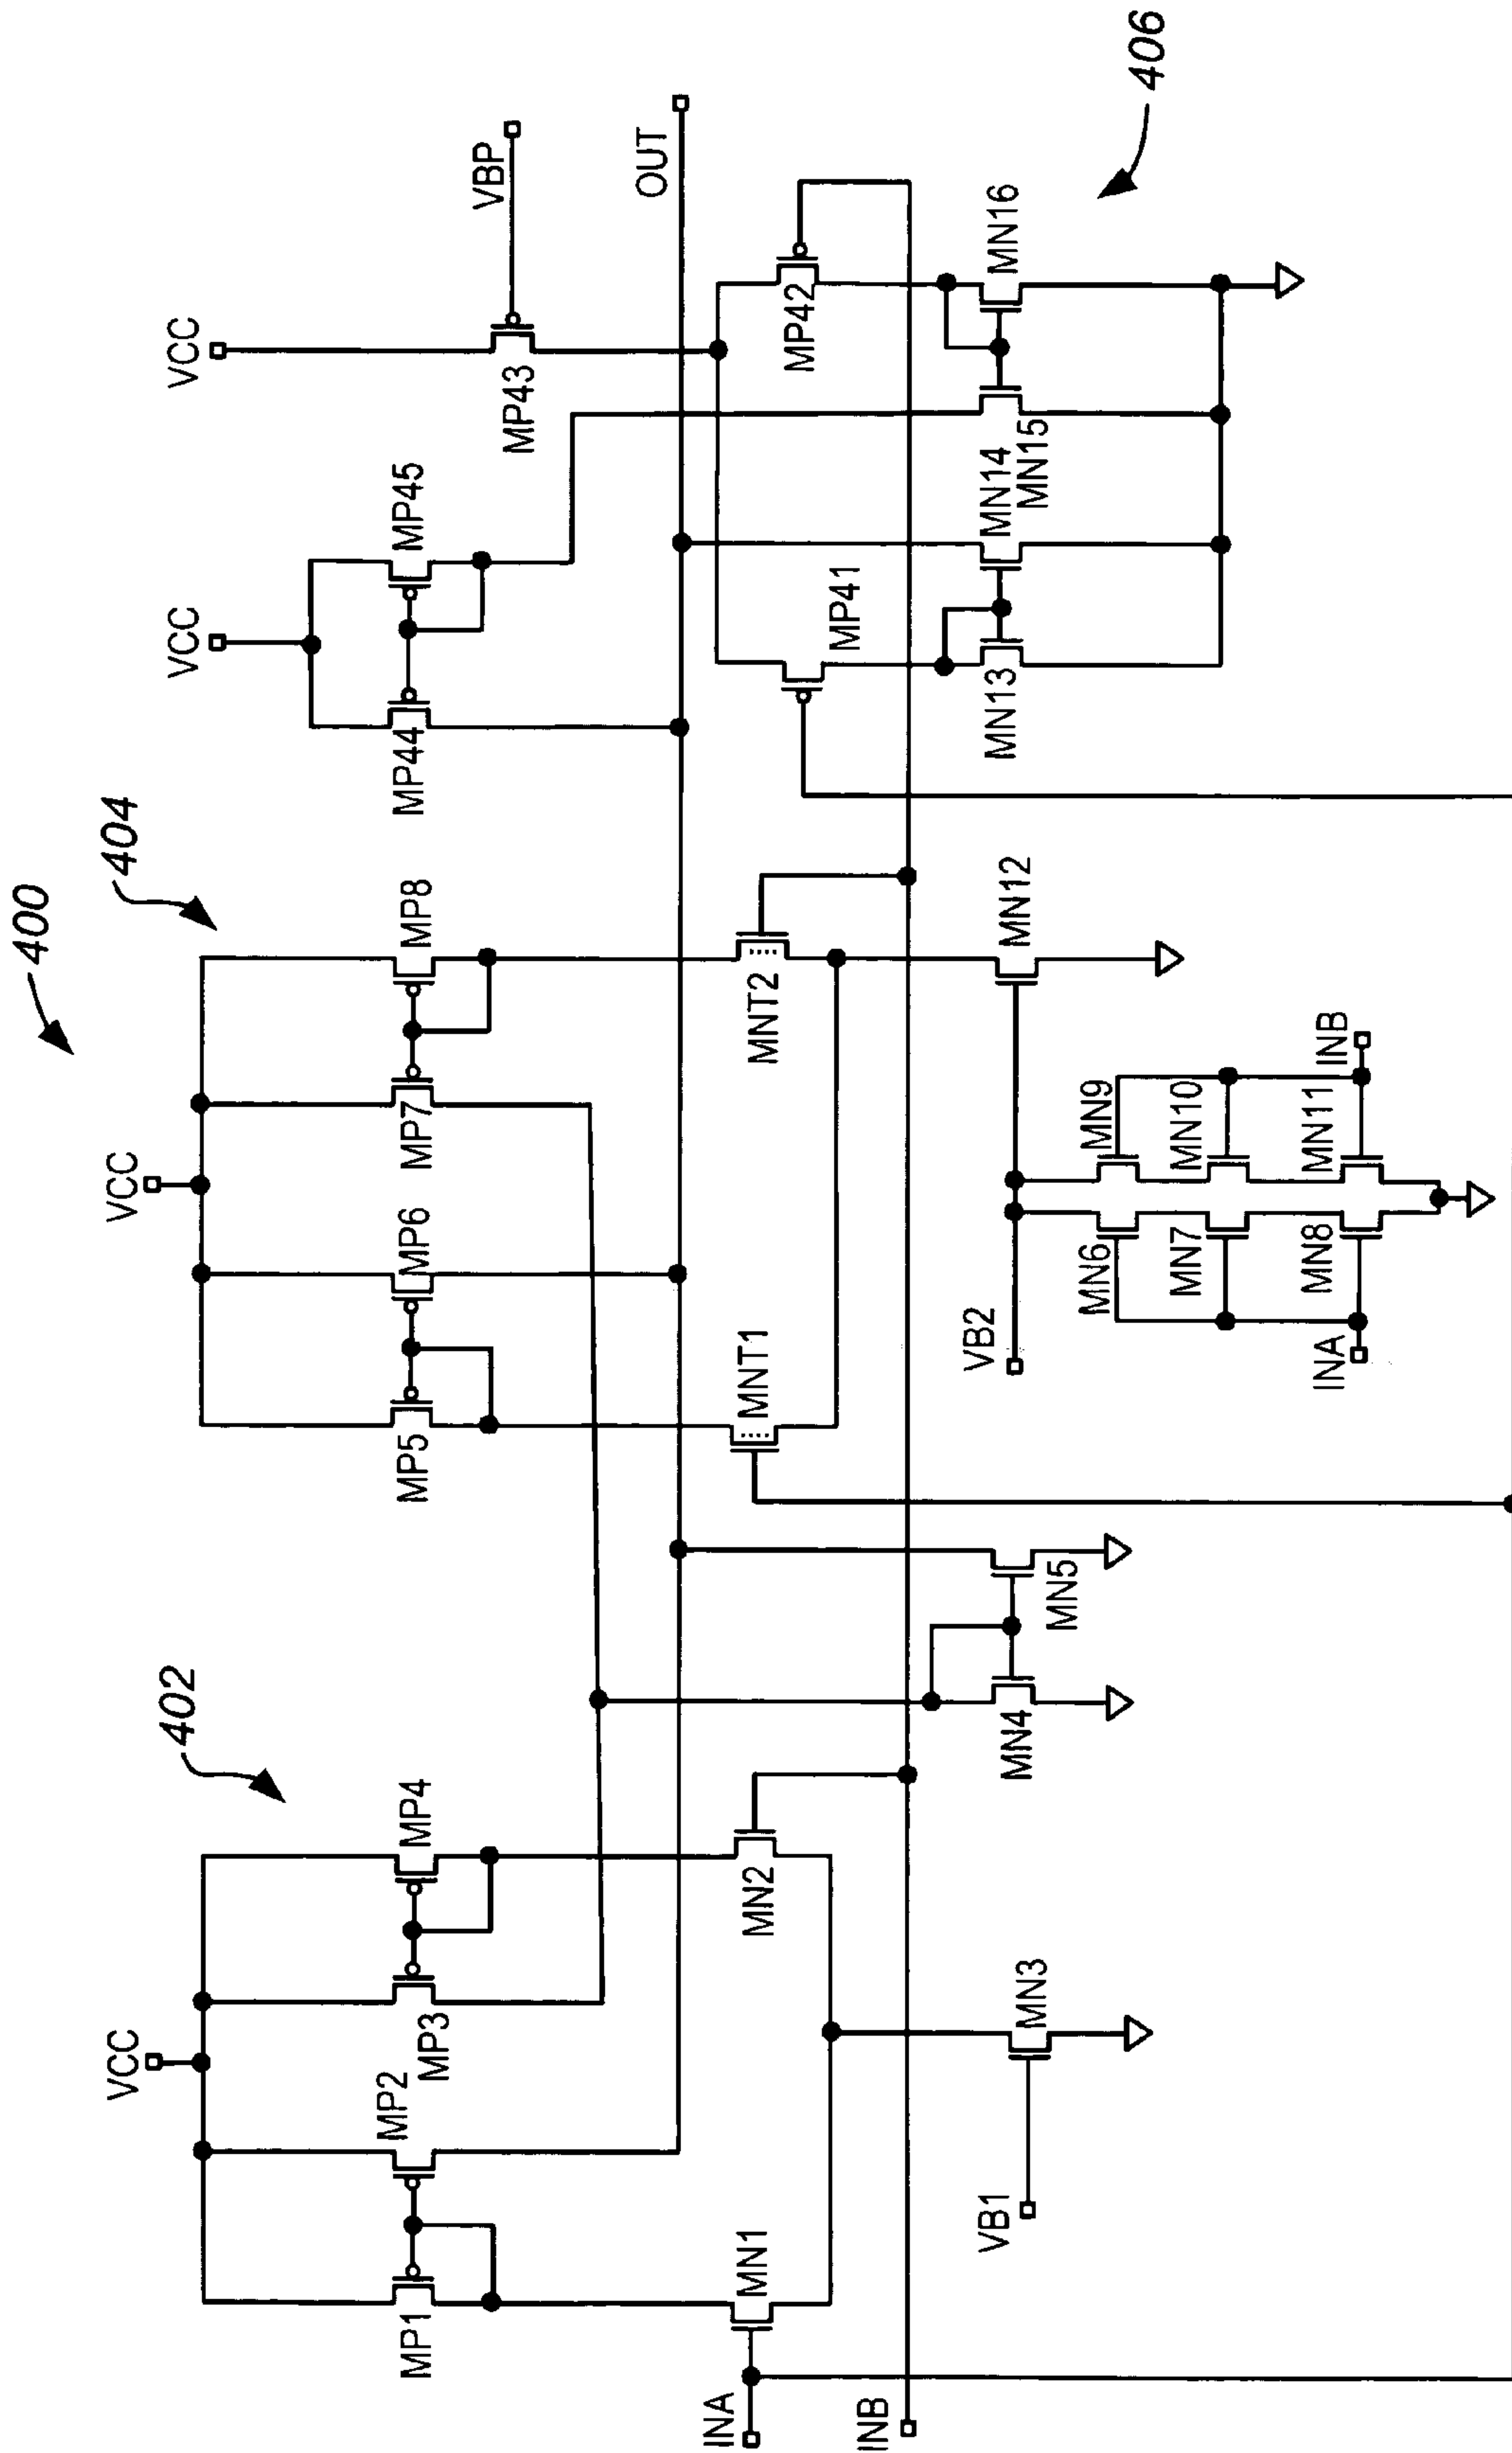 400
402
404
406
VCC
VCC
VCC
VCC
MP1
MP2
MP3
MP4
MP5
MP6
MP7
MP8
MP44
MP45
MP43
VBP
OUT
INA
MN1
MN2
MNT1
MNT2
MP41
MP42
INB
VB1
MN3
MN4
MN5
VB2
MN12
MN13
MN14
MN15
MN16
MN6
MN9
MN7
MN10
MN8
MN11
INA
INB